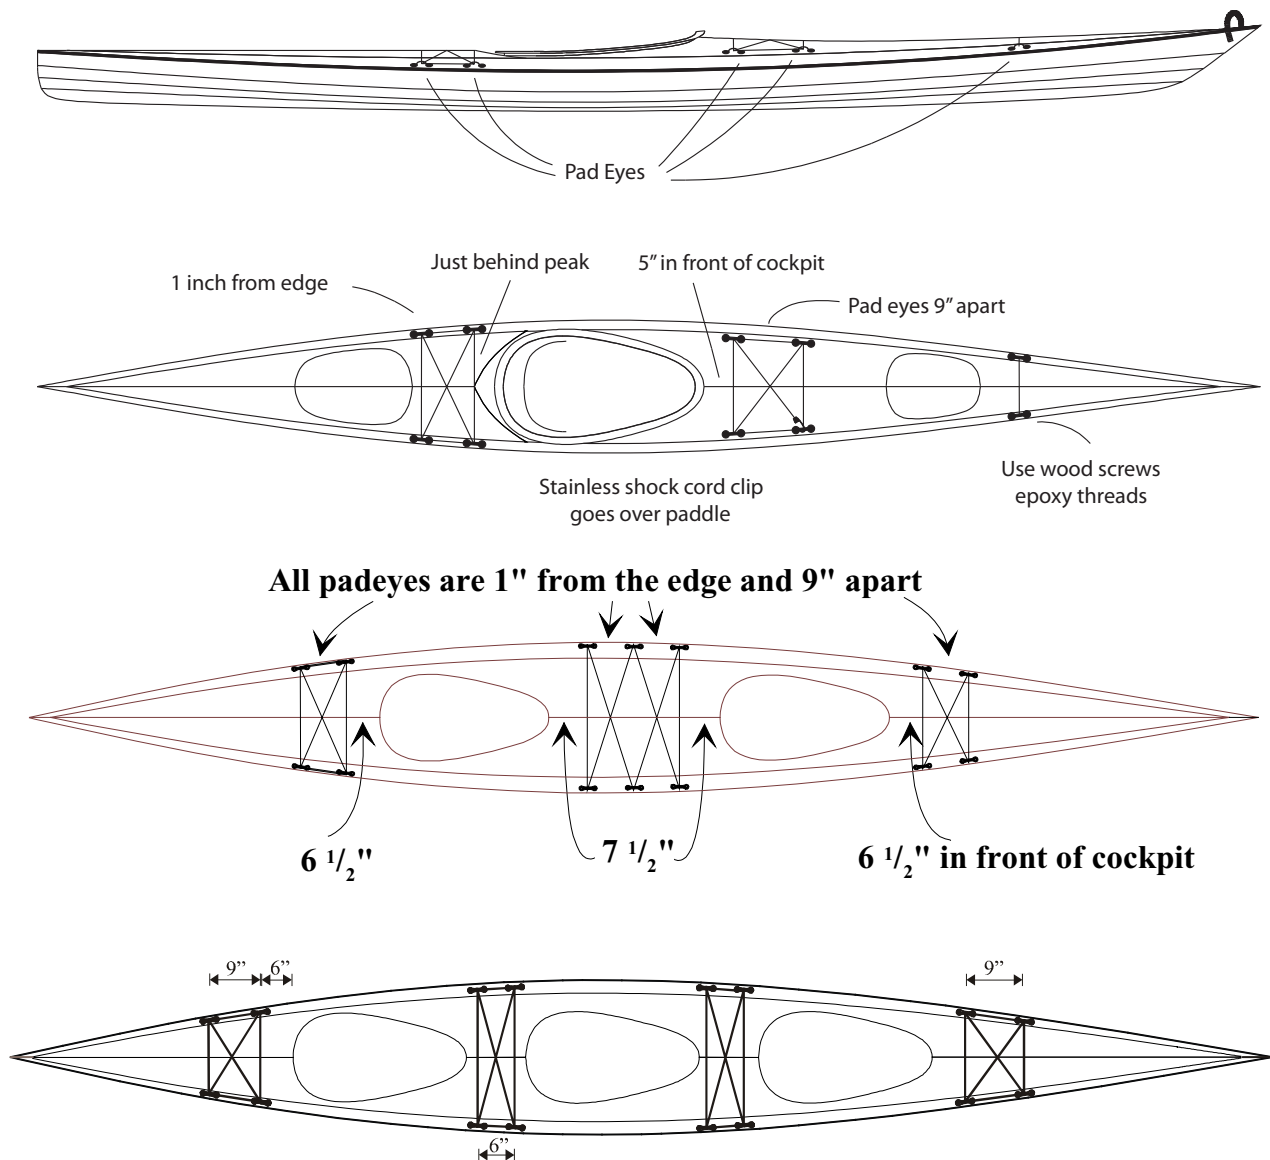 Pad Eyes
Just behind peak
5” in front of cockpit
1 inch from edge
Pad eyes 9” apart
Use wood screws
epoxy threads
Stainless shock cord clip
goes over paddle
All padeyes are 1" from the edge and 9" apart
6 1/2"
7 1/2"
6 1/2" in front of cockpit
9”
6”
9”
6”